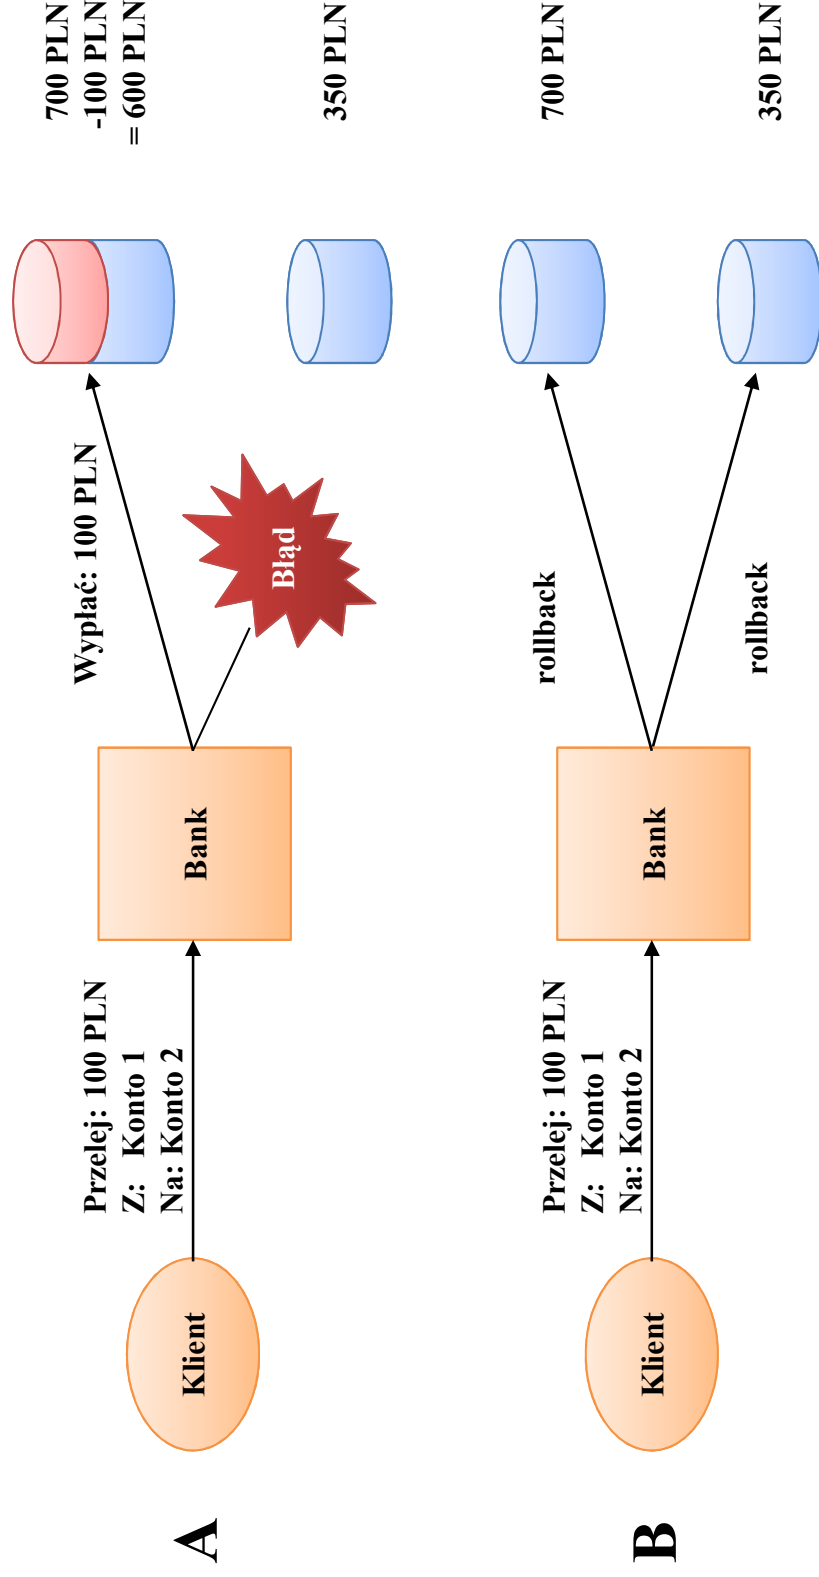 A
Klient
Przelej: 100 PLN
Z: Konto 1
Na: Konto 2
Bank
Wypłać: 100 PLN
Błąd
700 PLN
-100 PLN
= 600 PLN
350 PLN
B
Klient
Przelej: 100 PLN
Z: Konto 1
Na: Konto 2
Bank
rollback
rollback
700 PLN
350 PLN